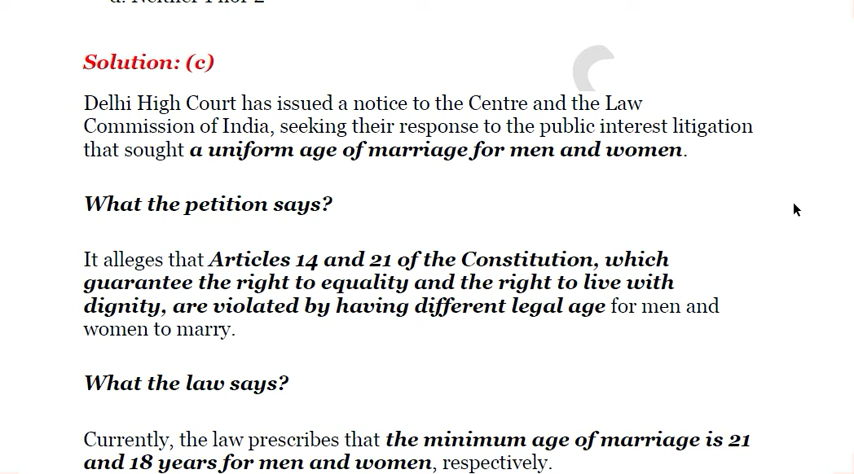 Solution: (c)
Delhi High Court has issued a notice to the Centre and the Law
Commission of India, seeking their response to the public interest litigation
that sought a uniform age of marriage for men and women.
What the petition says?
It alleges that Articles 14 and 21 of the Constitution, which
guarantee the right to equality and the right to live with
dignity, are violated by having different legal age for men and
women to marry.
What the law says?
Currently, the law prescribes that the minimum age of marriage is 21
and 18 years for men and women, respectively.